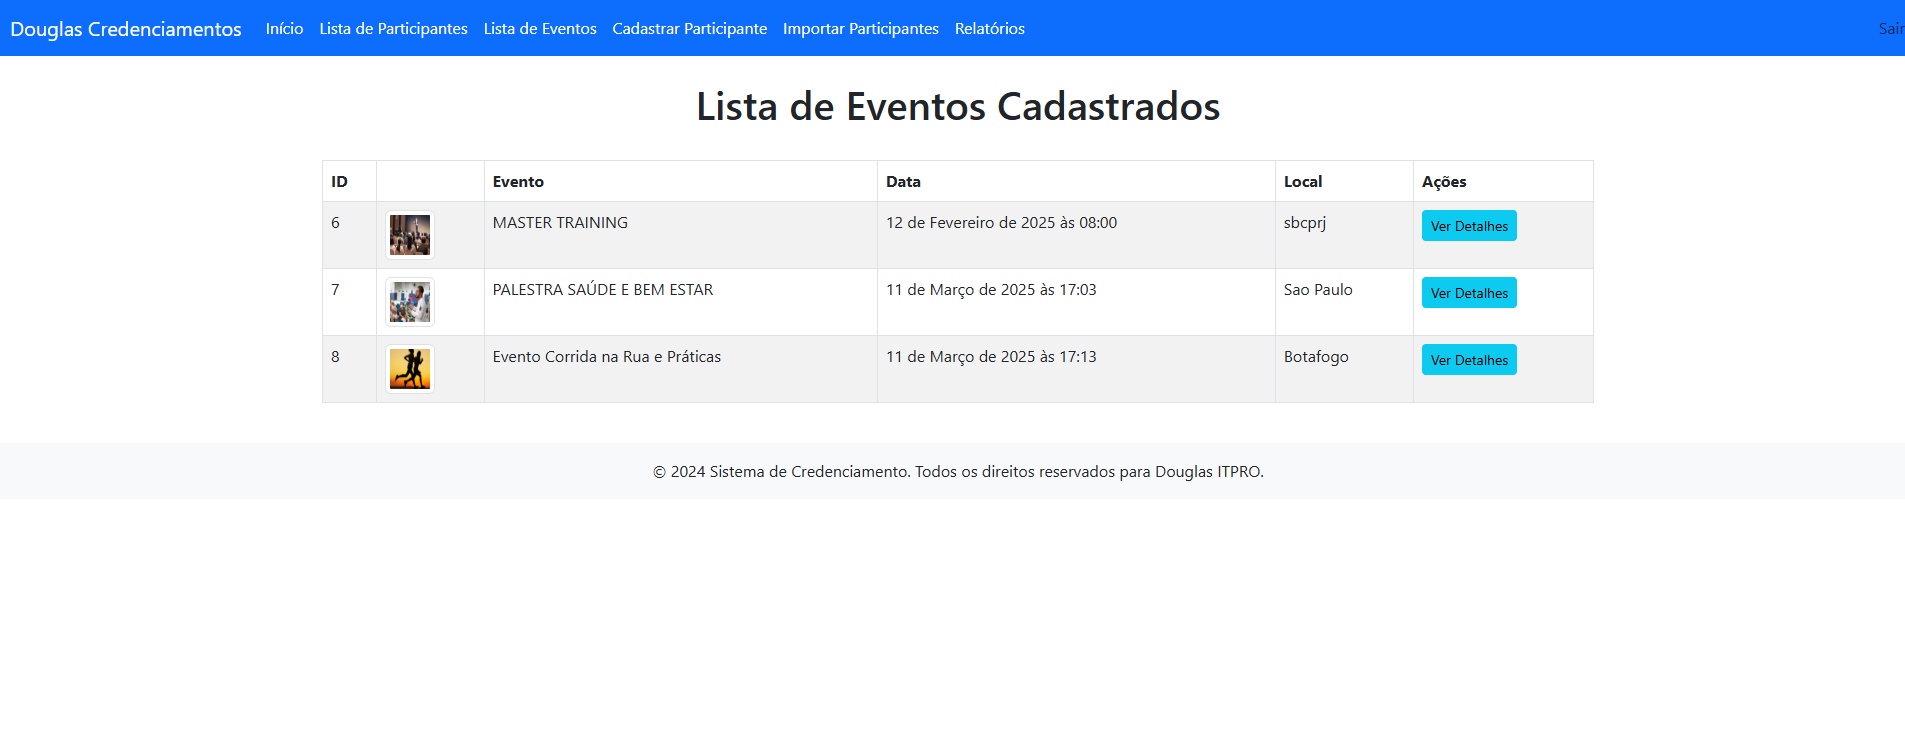 Douglas Credenciamentos Início Lista de Participantes Lista de Eventos Cadastrar Participante Importar Participantes Relatórios Sair
Lista de Eventos Cadastrados
ID Evento Data Local Ações
6 MASTER TRAINING 12 de Fevereiro de 2025 às 08:00 sbcprj Ver Detalhes
7 PALESTRA SAÚDE E BEM ESTAR 11 de Março de 2025 às 17:03 Sao Paulo Ver Detalhes
8 Evento Corrida na Rua e Práticas 11 de Março de 2025 às 17:13 Botafogo Ver Detalhes
© 2024 Sistema de Credenciamento. Todos os direitos reservados para Douglas ITPRO.